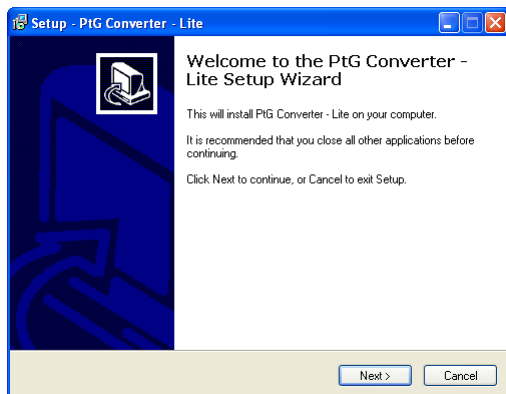 Setup - PtG Converter - Lite
Welcome to the PtG Converter -
Lite Setup Wizard
This will install PtG Converter - Lite on your computer.
It is recommended that you close all other applications before
continuing.
Click Next to continue, or Cancel to exit Setup.
Next >
Cancel